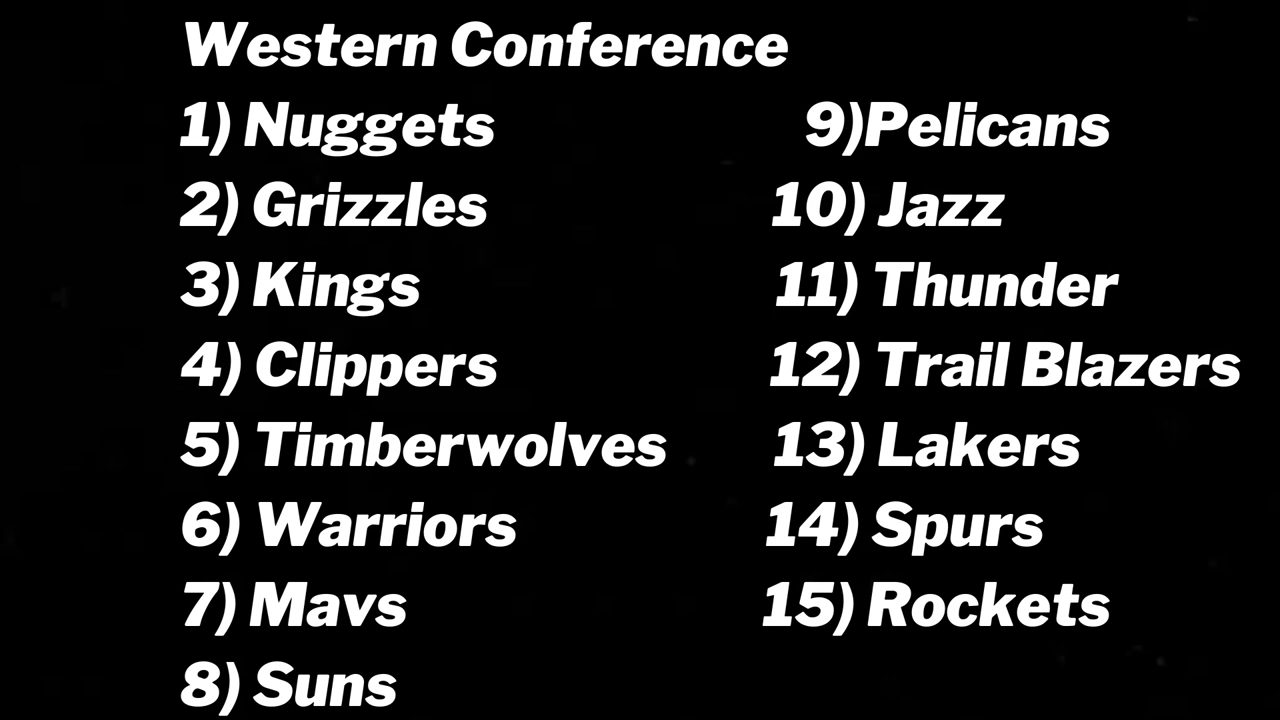 Western Conference
1) Nuggets
2) Grizzles
3) Kings
4) Clippers
5) Timberwolves
6) Warriors
7) Mavs
8) Suns
9)Pelicans
10) Jazz
11) Thunder
12) Trail Blazers
13) Lakers
14) Spurs
15) Rockets